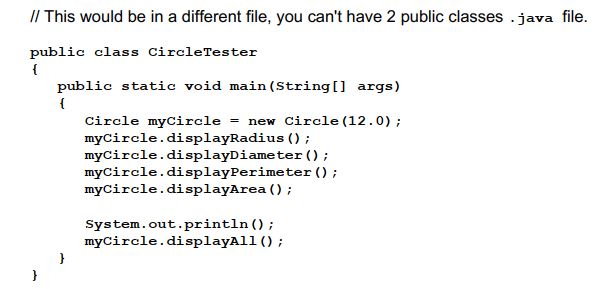 // This would be in a different file, you can't have 2 public classes .java file.
public class CircleTester
{
public static void main(String[] args)
{
Circle myCircle = new Circle(12.0);
myCircle.displayRadius();
myCircle.displayDiameter();
myCircle.displayPerimeter();
myCircle.displayArea();
System.out.println();
myCircle.displayAll();
}
}